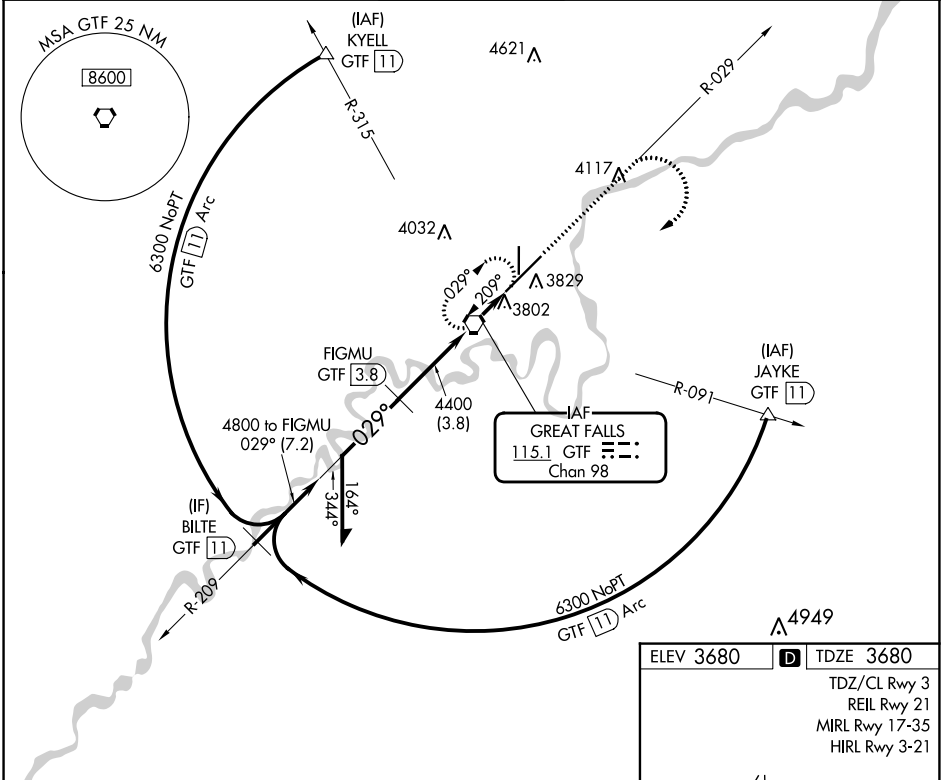 MSA GTF 25 NM
8600
(IAF)
KYELL
GTF 11
R-315
4621
R-029
4117
6300 NoPT
GTF 11 Arc
4032
029°
209°
3829
3802
FIGMU
GTF 3.8
4400
(3.8)
(IAF)
JAYKE
GTF 11
R-091
IAF
GREAT FALLS
115.1 GTF
Chan 98
4800 to FIGMU
029° (7.2)
029°
344°
164°
(IF)
BILTE
GTF 11
R-209
6300 NoPT
GTF 11 Arc
4949
ELEV 3680 D TDZE 3680
TDZ/CL Rwy 3
REIL Rwy 21
MIRL Rwy 17-35
HIRL Rwy 3-21